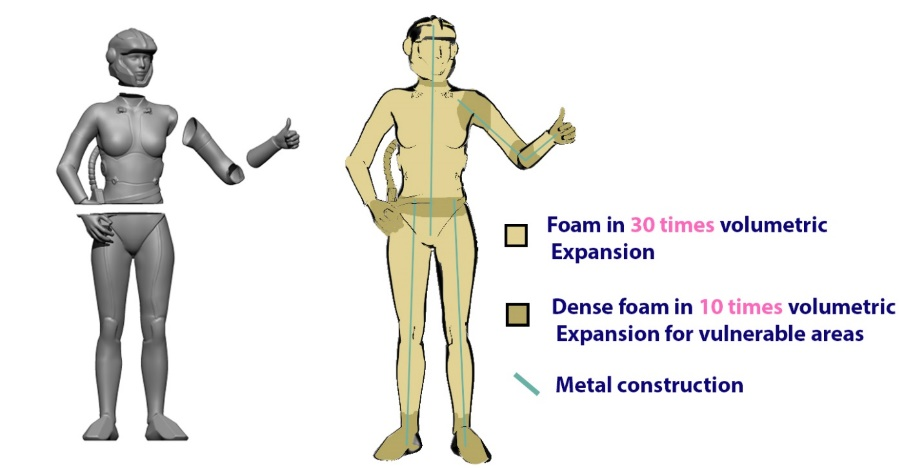 Foam in 30 times volumetric
Expansion
Dense foam in 10 times volumetric
Expansion for vulnerable areas
Metal construction